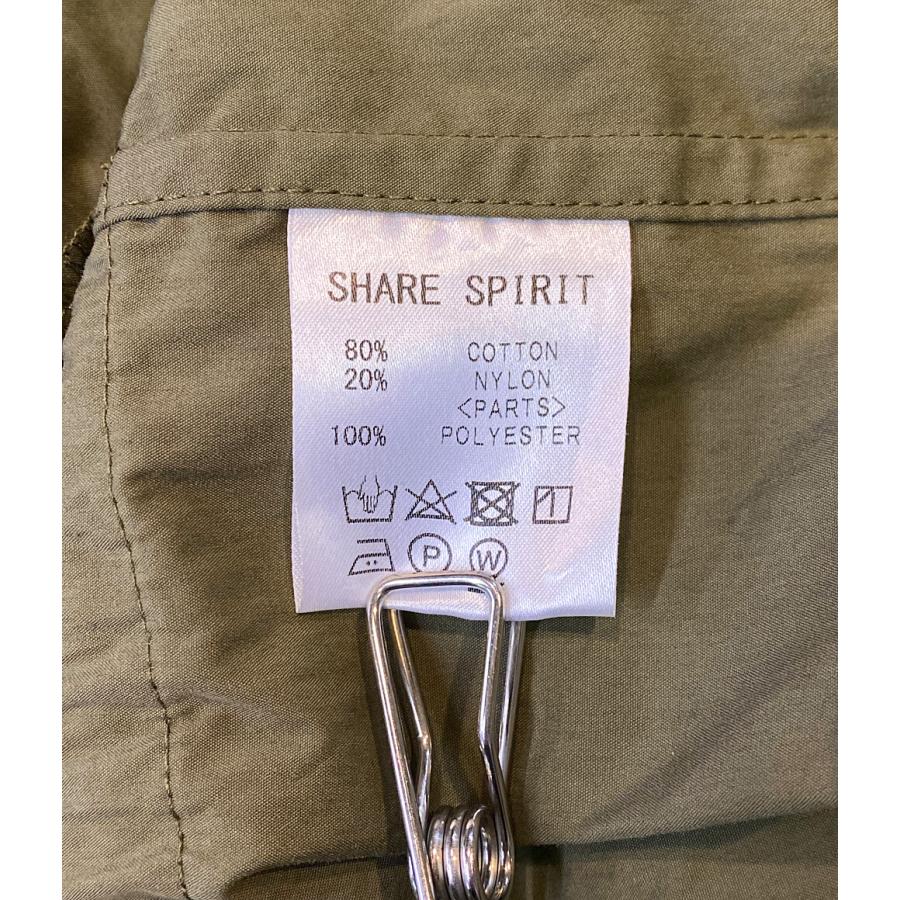 SHARE SPIRIT
80% COTTON
20% NYLON
<PARTS>
100% POLYESTER
P W